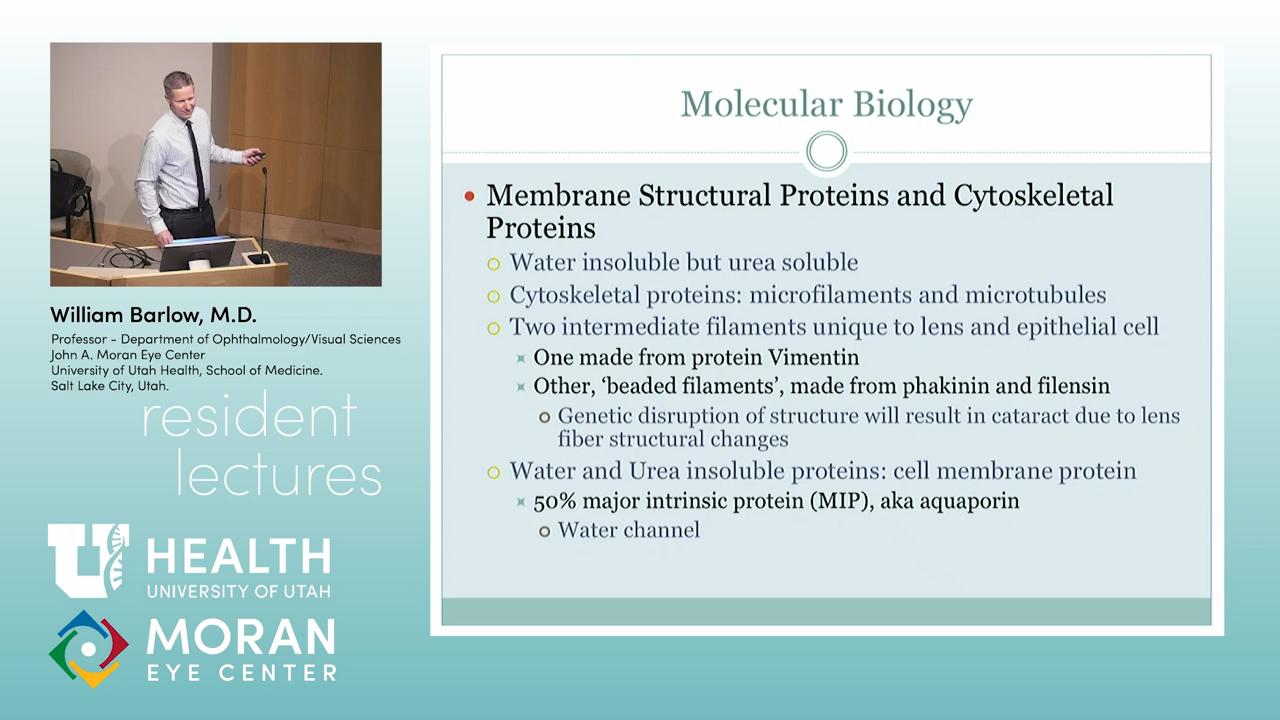 William Barlow, M.D.
Professor - Department of Ophthalmology/Visual Sciences
John A. Moran Eye Center
University of Utah Health, School of Medicine.
Salt Lake City, Utah.
resident
lectures
U HEALTH
UNIVERSITY OF UTAH
MORAN
EYE CENTER
Molecular Biology
Membrane Structural Proteins and Cytoskeletal
Proteins
Water insoluble but urea soluble
Cytoskeletal proteins: microfilaments and microtubules
Two intermediate filaments unique to lens and epithelial cell
One made from protein Vimentin
Other, ‘beaded filaments’, made from phakinin and filensin
Genetic disruption of structure will result in cataract due to lens
fiber structural changes
Water and Urea insoluble proteins: cell membrane protein
50% major intrinsic protein (MIP), aka aquaporin
Water channel